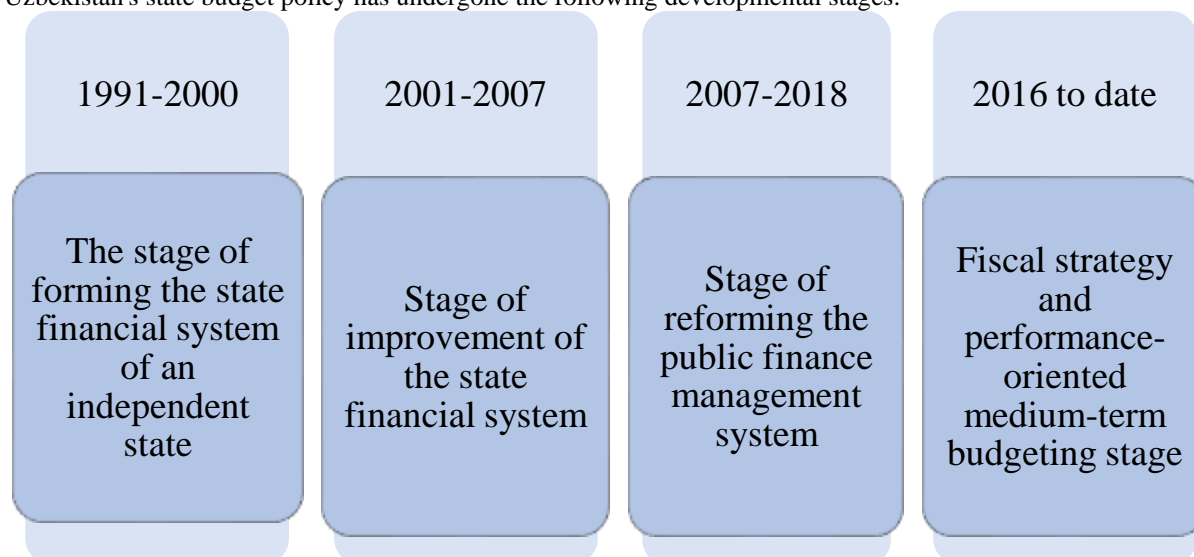 Uzbekistan's state budget policy has undergone the following developmental stages:
1991-2000
The stage of
forming the state
financial system
of an
independent
state
2001-2007
Stage of
improvement of
the state
financial system
2007-2018
Stage of
reforming the
public finance
management
system
2016 to date
Fiscal strategy
and
performance-
oriented
medium-term
budgeting stage